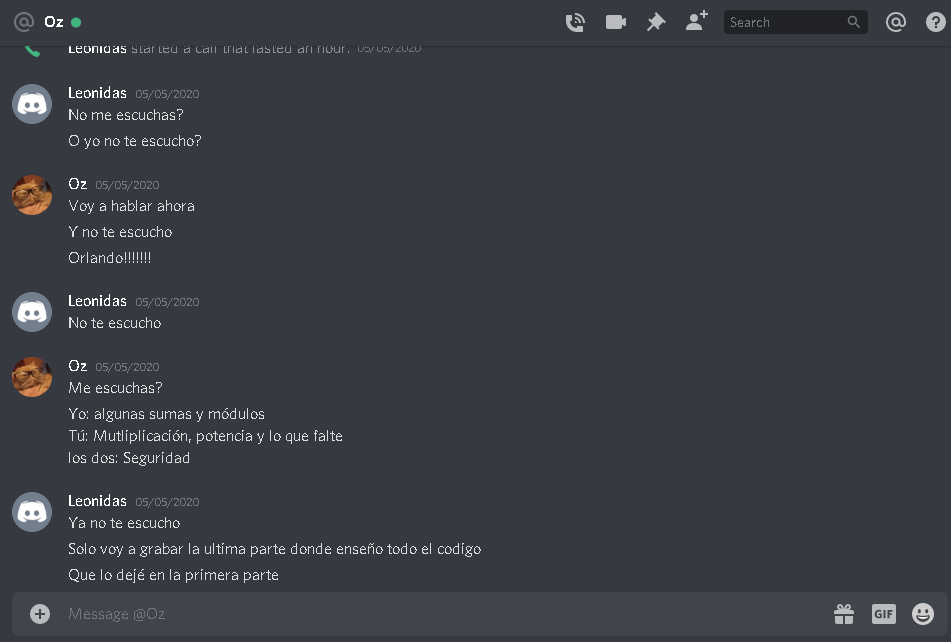 @ Oz
Search
Leonidas started a call that lasted an hour. 05/05/2020
Leonidas 05/05/2020
No me escuchas?
O yo no te escucho?
Oz 05/05/2020
Voy a hablar ahora
Y no te escucho
Orlando!!!!!!!
Leonidas 05/05/2020
No te escucho
Oz 05/05/2020
Me escuchas?
Yo: algunas sumas y módulos
Tú: Mutliplicación, potencia y lo que falte
los dos: Seguridad
Leonidas 05/05/2020
Ya no te escucho
Solo voy a grabar la ultima parte donde enseño todo el codigo
Que lo dejé en la primera parte
Message @Oz
GIF